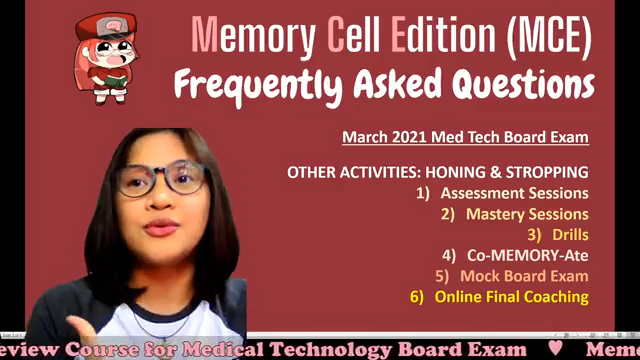 Memory Cell Edition (MCE)
Frequently Asked Questions
March 2021 Med Tech Board Exam
OTHER ACTIVITIES: HONING & STROPPING
1) Assessment Sessions
2) Mastery Sessions
3) Drills
4) Co-MEMORY-Ate
5) Mock Board Exam
6) Online Final Coaching
eview Course for Medical Technology Board Exam ♥ Mem